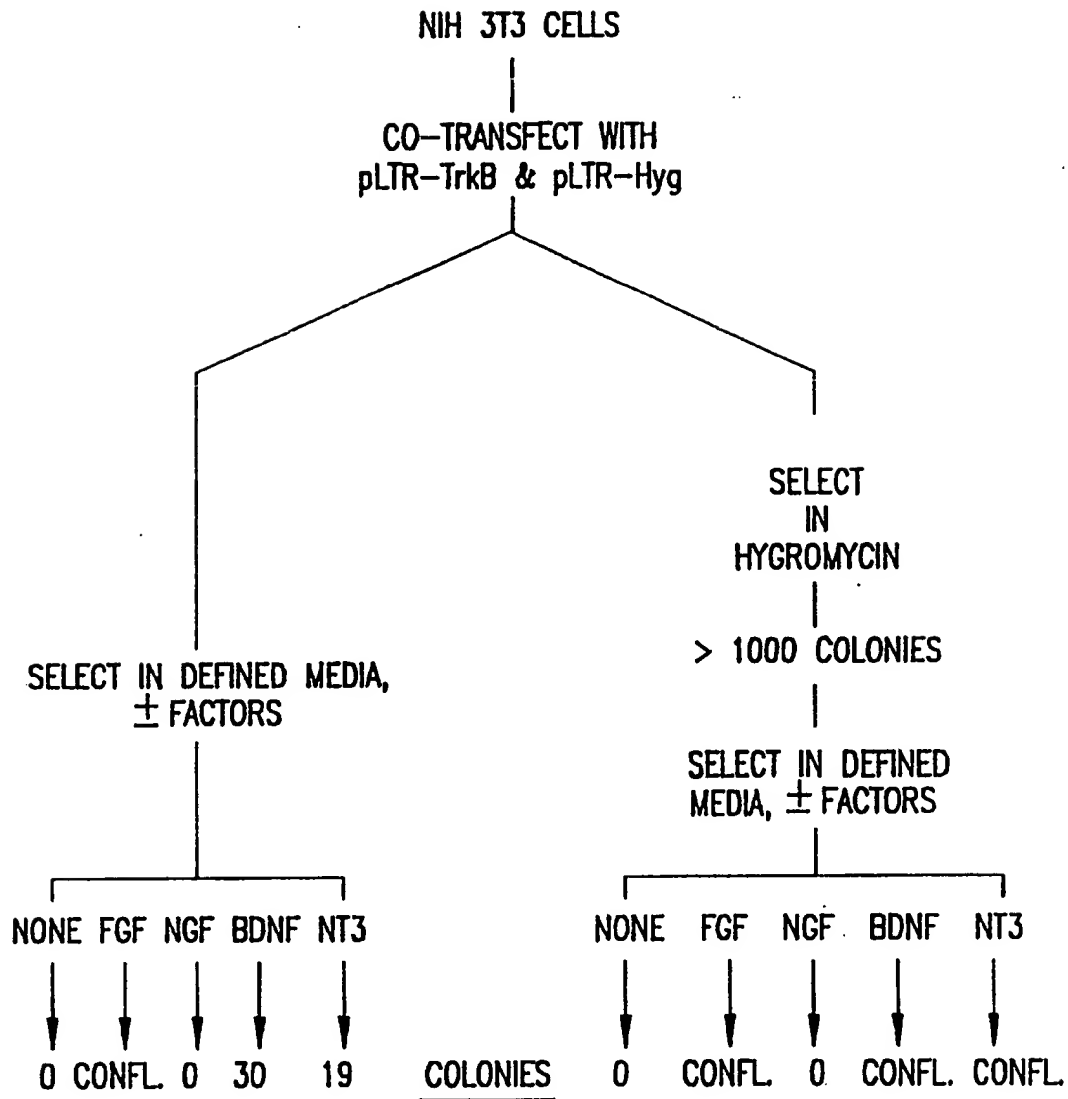 NIH 3T3 CELLS
CO-TRANSFECT WITH
pLTR-TrkB & pLTR-Hyg
SELECT
IN
HYGROMYCIN
> 1000 COLONIES
SELECT IN DEFINED MEDIA,
± FACTORS
SELECT IN DEFINED
MEDIA, ± FACTORS
NONE FGF NGF BDNF NT3
NONE FGF NGF BDNF NT3
0 CONFL. 0 30 19 COLONIES 0 CONFL. 0 CONFL. CONFL.